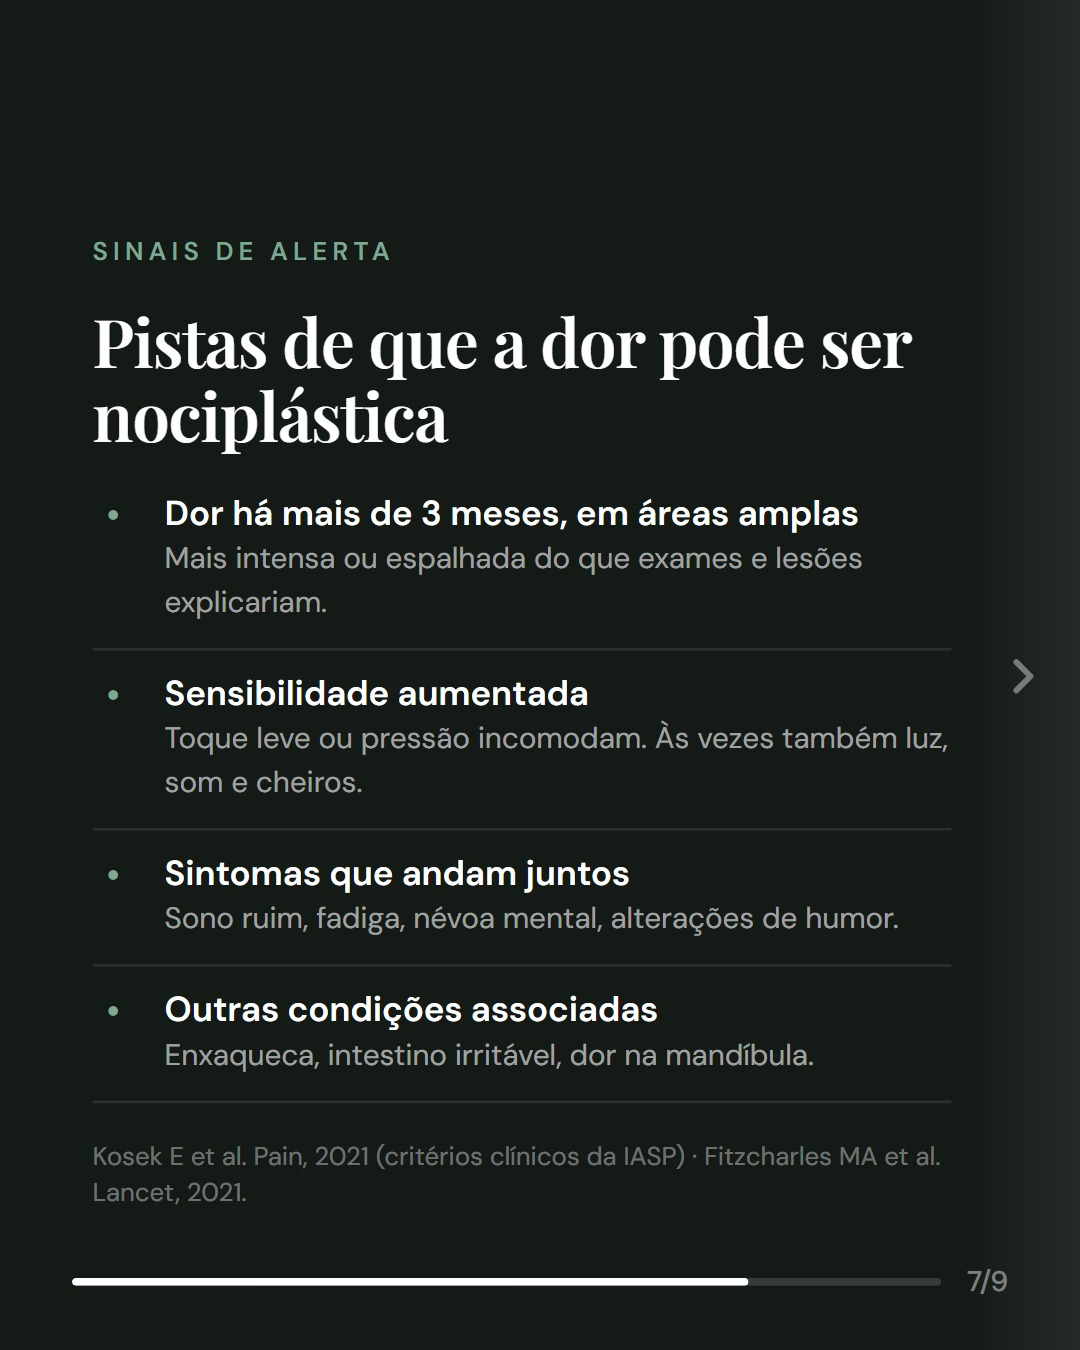 SINAIS DE ALERTA
Pistas de que a dor pode ser
nociplástica
• Dor há mais de 3 meses, em áreas amplas
Mais intensa ou espalhada do que exames e lesões
explicariam.
• Sensibilidade aumentada
Toque leve ou pressão incomodam. Às vezes também luz,
som e cheiros.
• Sintomas que andam juntos
Sono ruim, fadiga, névoa mental, alterações de humor.
• Outras condições associadas
Enxaqueca, intestino irritável, dor na mandíbula.
Kosek E et al. Pain, 2021 (critérios clínicos da IASP) · Fitzcharles MA et al.
Lancet, 2021.
7/9